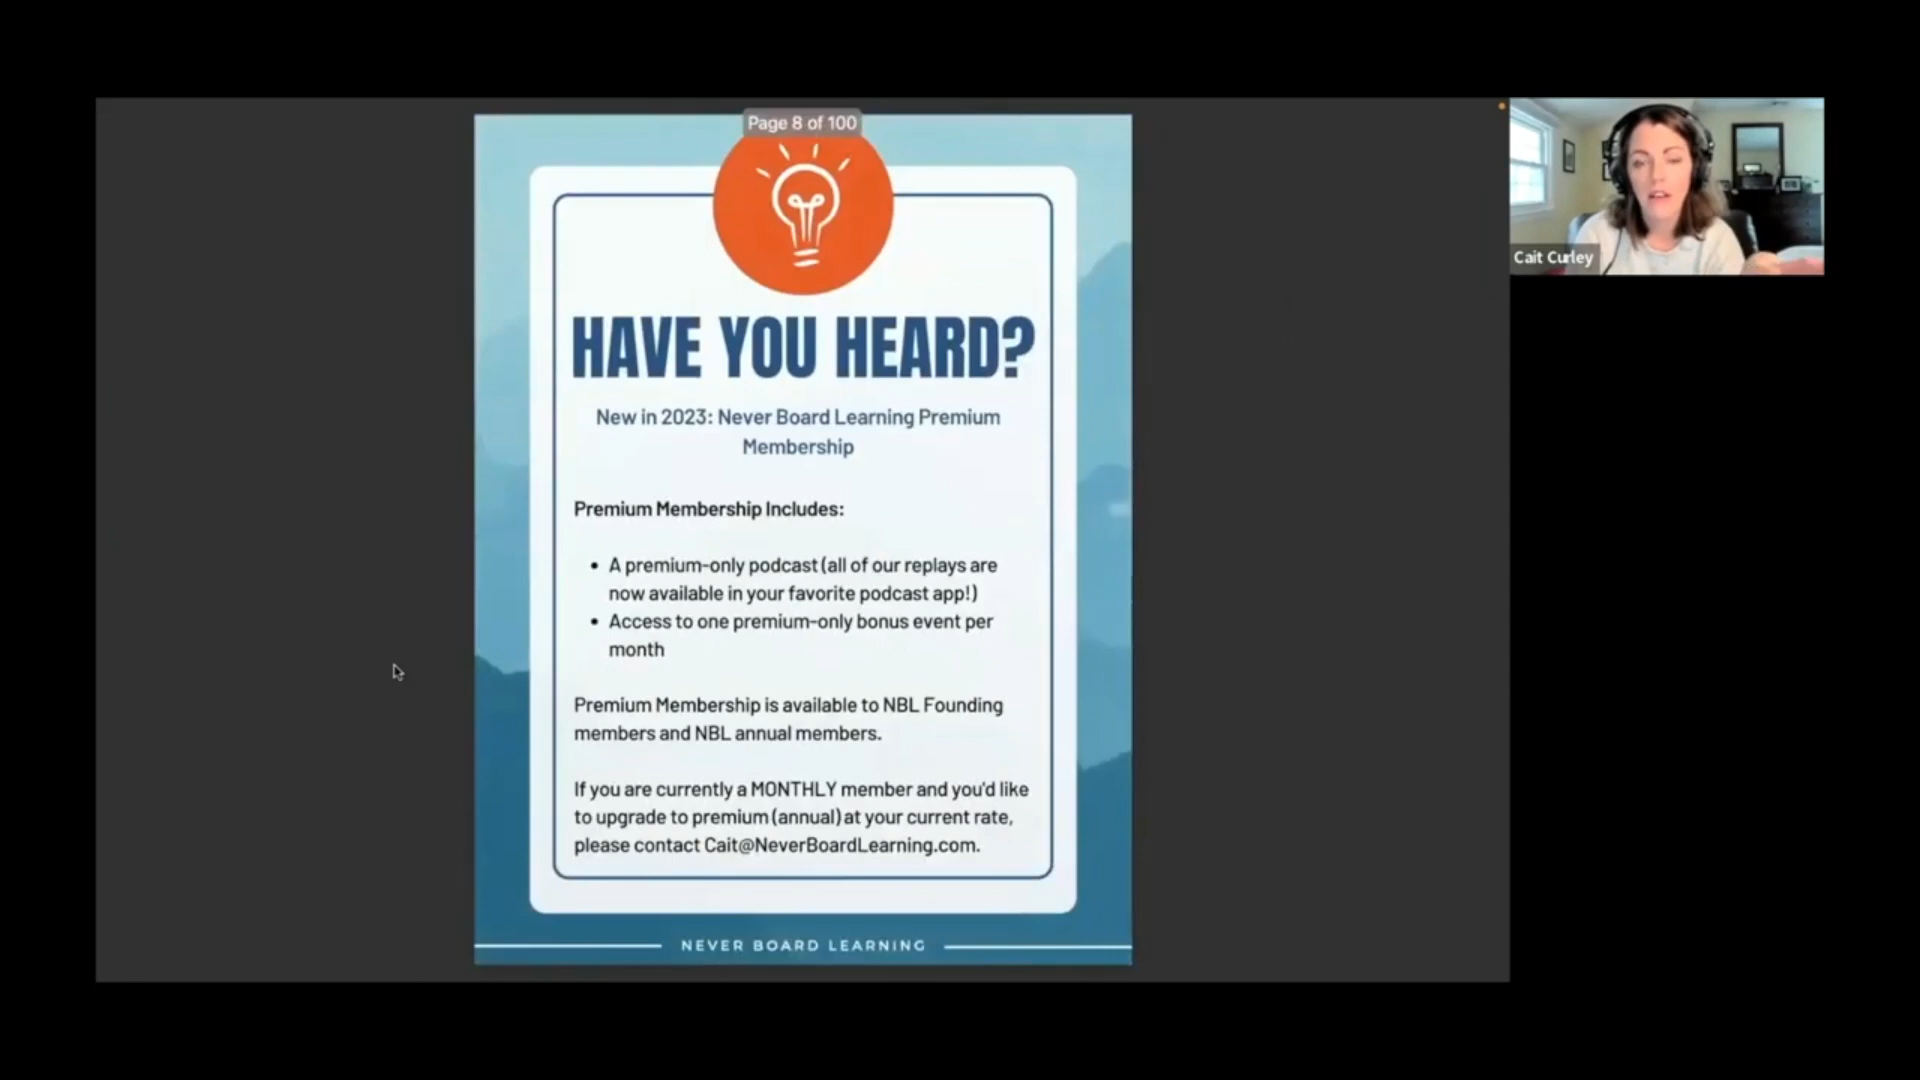 Page 8 of 100
HAVE YOU HEARD?
New in 2023: Never Board Learning Premium
Membership
Premium Membership Includes:
• A premium-only podcast (all of our replays are
now available in your favorite podcast app!)
• Access to one premium-only bonus event per
month
Premium Membership is available to NBL Founding
members and NBL annual members.
If you are currently a MONTHLY member and you'd like
to upgrade to premium (annual) at your current rate,
please contact Cait@NeverBoardLearning.com.
NEVER BOARD LEARNING
Cait Curley